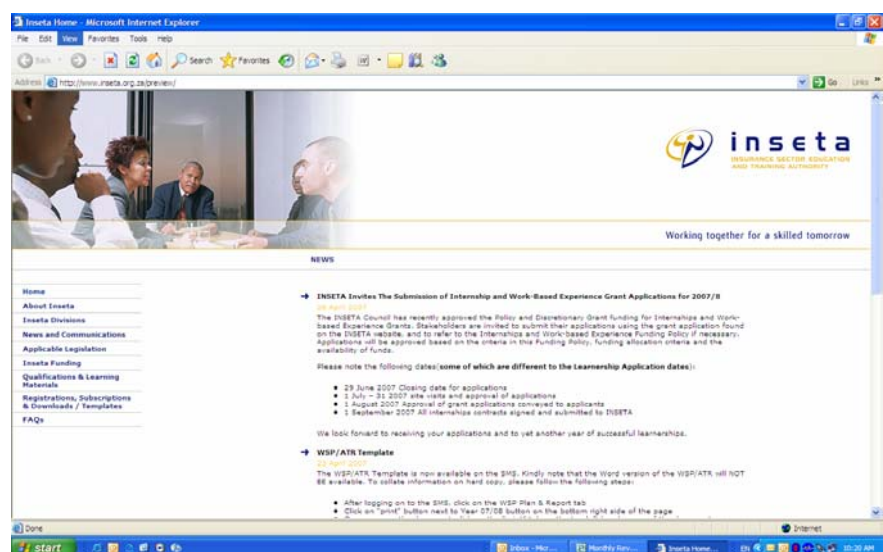 Inseta Home - Microsoft Internet Explorer
File Edit View Favorites Tools Help
Back Search Favorites
Address http://www.inseta.org.za/preview/ Go Links
inseta
INSURANCE SECTOR EDUCATION
AND TRAINING AUTHORITY
Working together for a skilled tomorrow
NEWS
Home
About Inseta
Inseta Divisions
News and Communications
Applicable Legislation
Inseta Funding
Qualifications & Learning
Materials
Registrations, Subscriptions
& Downloads / Templates
FAQs
INSETA Invites The Submission of Internship and Work-Based Experience Grant Applications for 2007/8
April 2007
The INSETA Council has recently approved the Policy and Discretionary Grant funding for Internships and Work-
based Experience Grants. Stakeholders are invited to submit their applications using the grant application found
on the INSETA website, and to refer to the Internships and Work-based Experience Funding Policy if necessary.
Applications will be approved based on the criteria in this Funding Policy, funding allocation criteria and the
availability of funds.
Please note the following dates(some of which are different to the Learnership Application dates):
29 June 2007 Closing date for applications
1 July – 31 2007 site visits and approval of applications
1 August 2007 Approval of grant applications conveyed to applicants
1 September 2007 All internships contracts signed and submitted to INSETA
We look forward to receiving your applications and to yet another year of successful learnerships.
WSP/ATR Template
April 2007
The WSP/ATR Template is now available on the SMS. Kindly note that the Word version of the WSP/ATR will NOT
BE available. To collate information on hard copy, please follow the following steps:
After logging on to the SMS, click on the WSP Plan & Report tab
Click on "print" button next to Year 07/08 button on the bottom right side of the page
Done Internet
start Inbox - Micr... Monthly Rev... Inseta Home... EN 10:20 AM